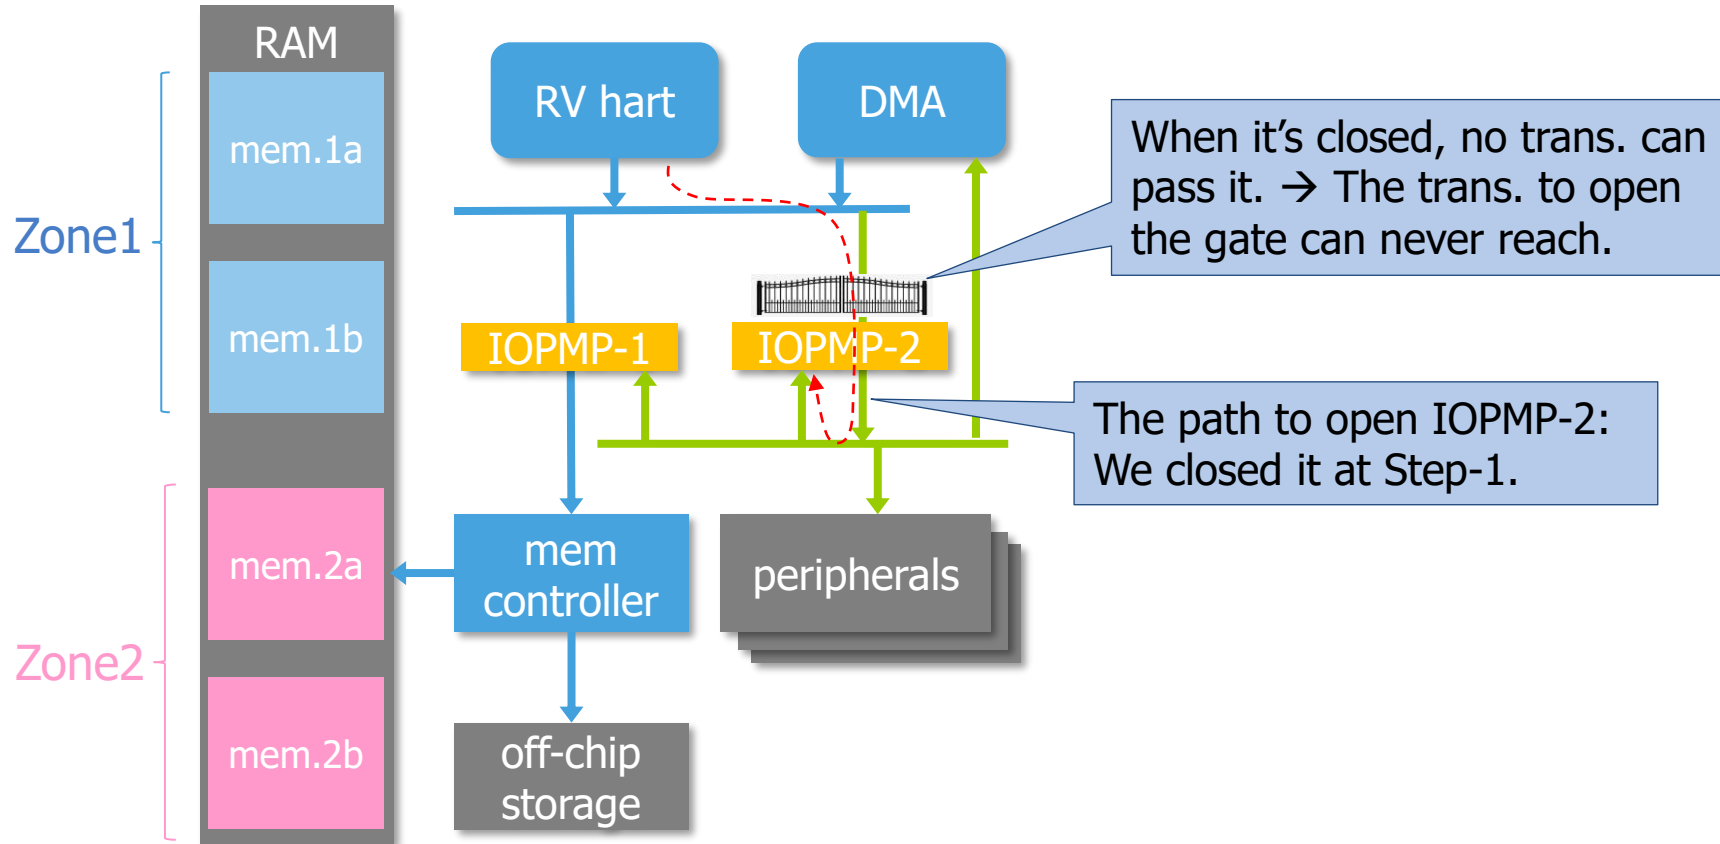 RAM
mem.1a
mem.1b
mem.2a
mem.2b
Zone1
Zone2
RV hart
DMA
IOPMP-1
IOPMP-2
mem
controller
peripherals
off-chip
storage
When it’s closed, no trans. can
pass it. → The trans. to open
the gate can never reach.
The path to open IOPMP-2:
We closed it at Step-1.